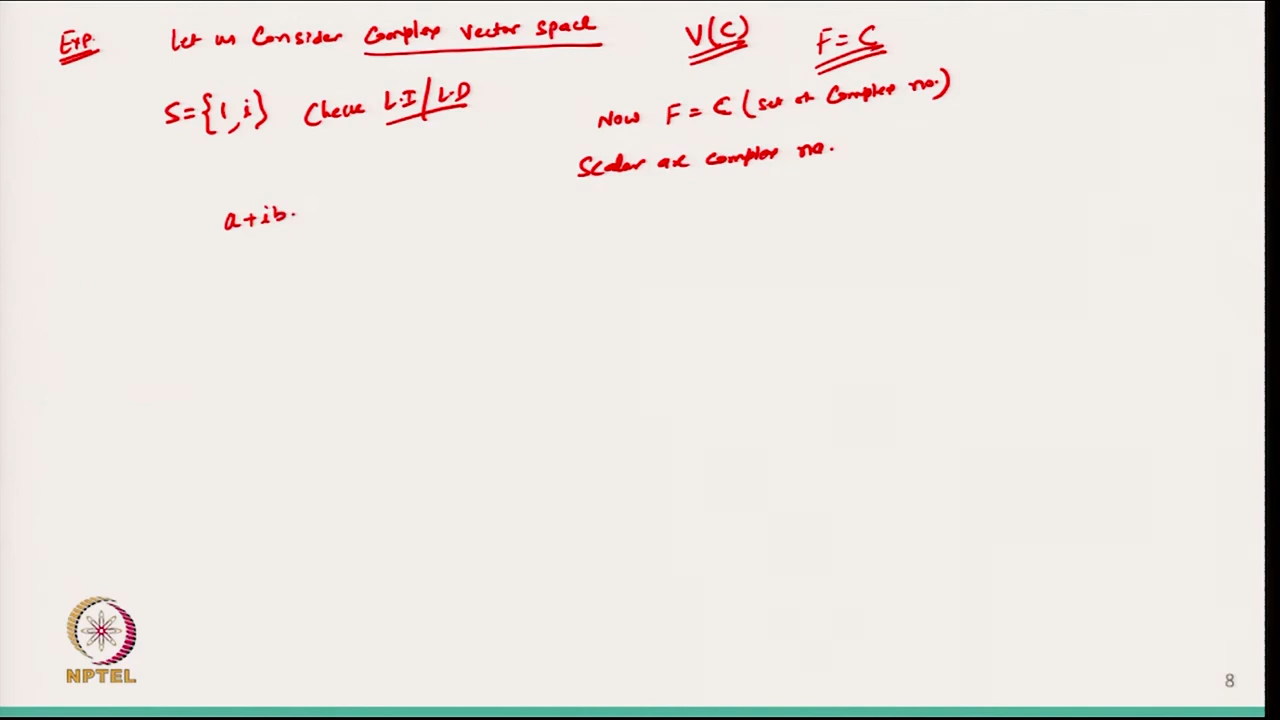 Exp. Let us Consider Complex Vector Space V(C) F=C
S={1,i} Check L.I/L.D
Now F = C (set of Complex no.)
Scalar are complex no.
a+ib.
NPTEL
8